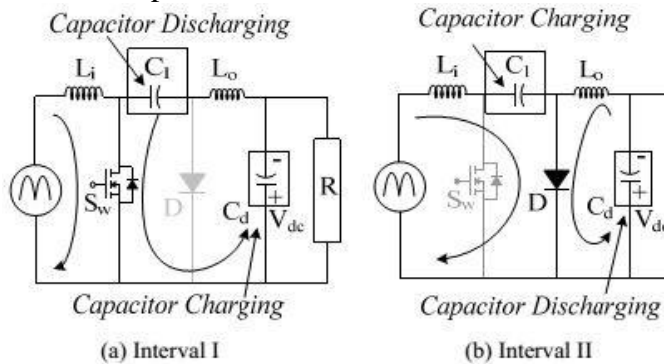 Capacitor Discharging
Li
C1
Lo
Sw
D
Cd
-
+
Vdc
R
Capacitor Charging
(a) Interval I
Capacitor Charging
Li
C1
Lo
Sw
D
Cd
-
+
Vdc
Capacitor Discharging
(b) Interval II